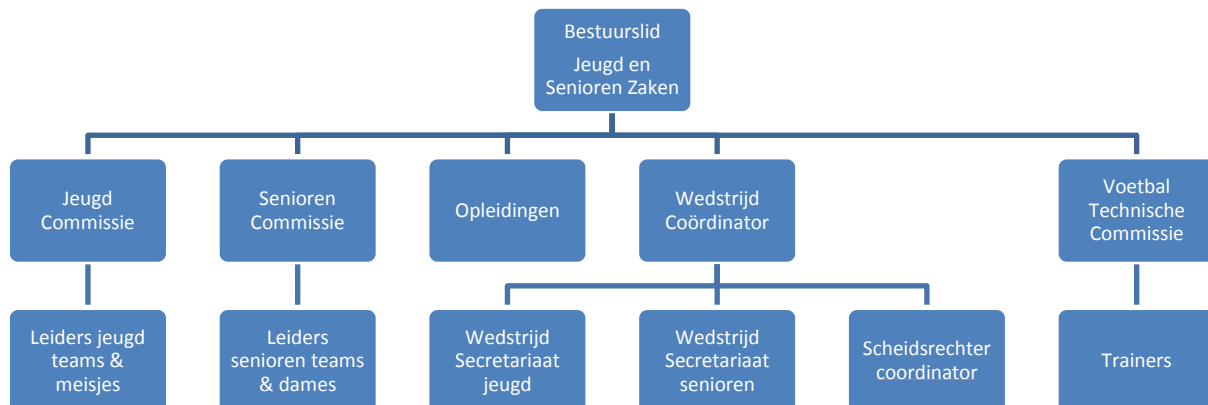 Bestuurslid
Jeugd en
Senioren Zaken
Jeugd
Commissie
Senioren
Commissie
Opleidingen
Wedstrijd
Coördinator
Voetbal
Technische
Commissie
Leiders jeugd
teams &
meisjes
Leiders
senioren teams
& dames
Wedstrijd
Secretariaat
jeugd
Wedstrijd
Secretariaat
senioren
Scheidsrechter
coordinator
Trainers